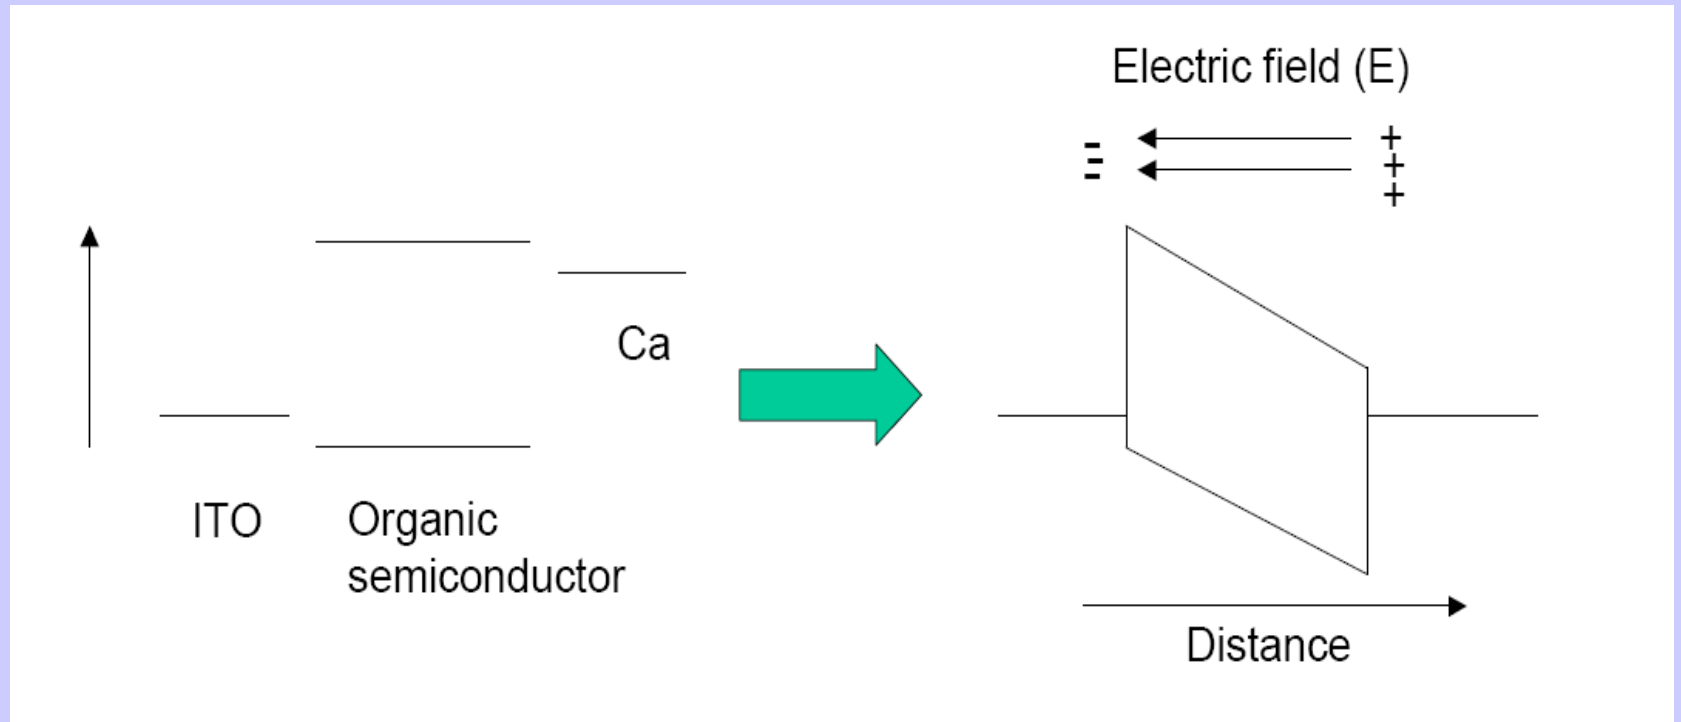 Electric field (E)
- +
- +
- +
Ca
ITO
Organic
semiconductor
Distance